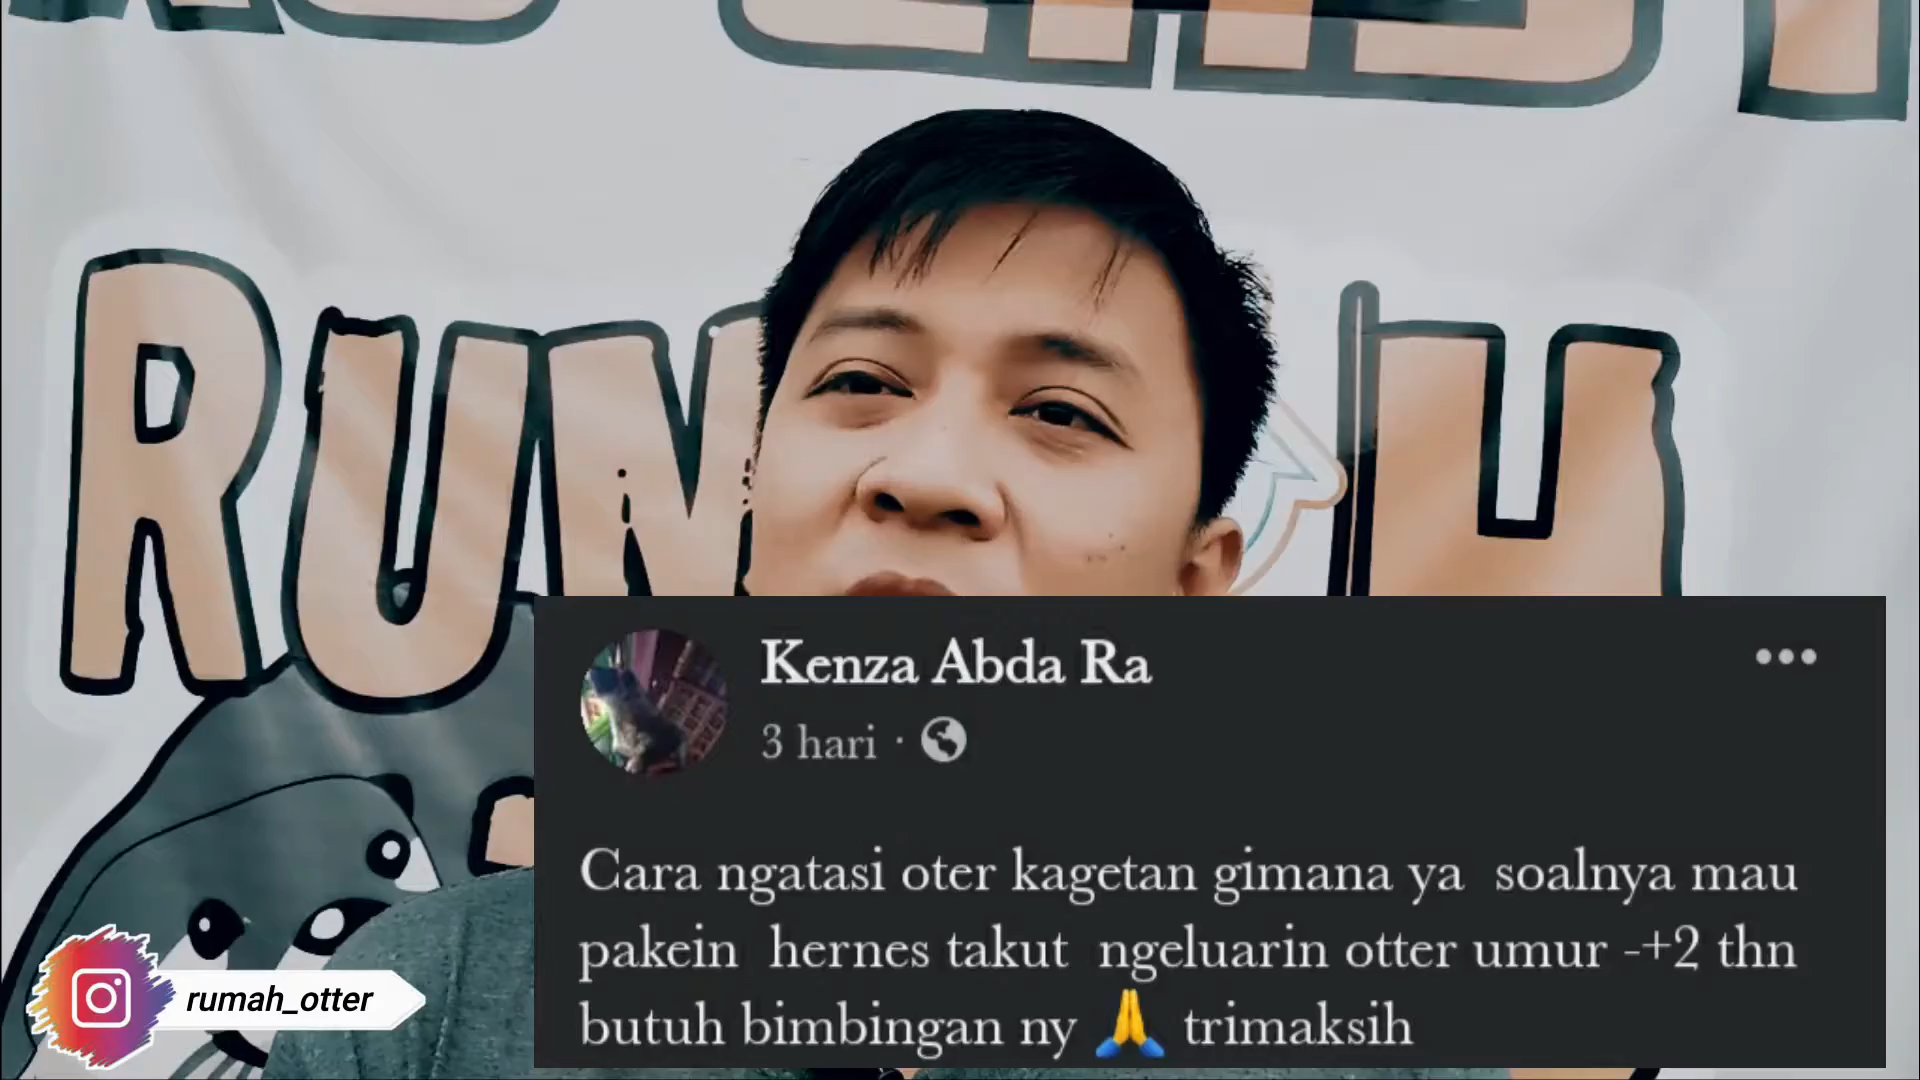 RUM H
Kenza Abda Ra
3 hari ·
Cara ngatasi oter kagetan gimana ya soalnya mau
pakein hernes takut ngeluarin otter umur -+2 thn
butuh bimbingan ny 🙏 trimaksih
rumah_otter